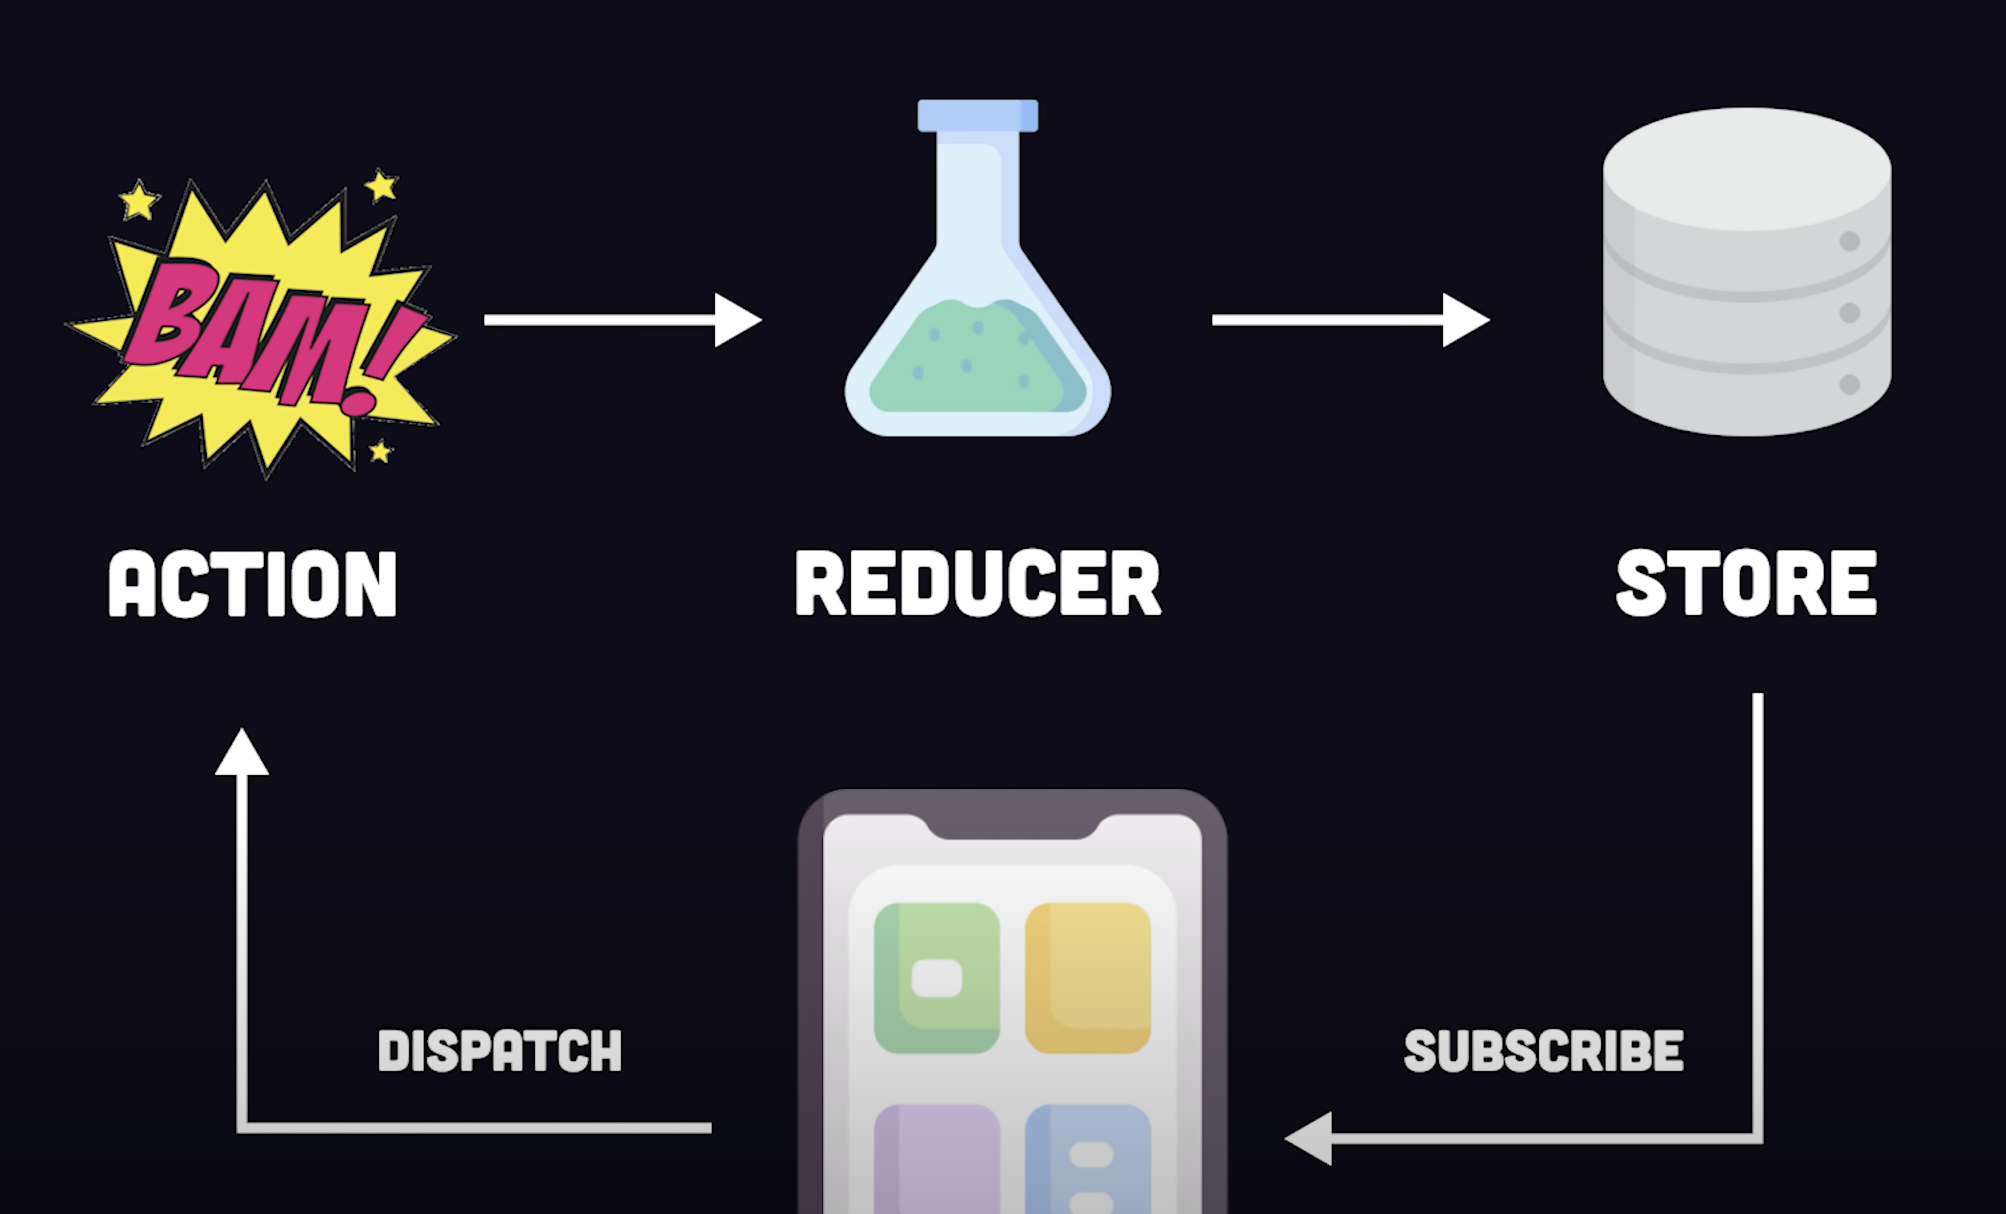 BAM!
ACTION
REDUCER
STORE
DISPATCH
SUBSCRIBE